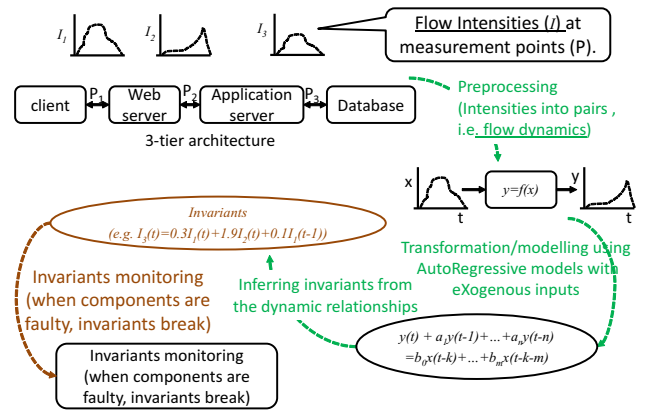 I₁
I₂
I₃
Flow Intensities (I) at
measurement points (P).
client
P₁
Web
server
P₂
Application
server
P₃
Database
3-tier architecture
Preprocessing
(Intensities into pairs ,
i.e. flow dynamics)
x
t
y=f(x)
y
t
Invariants
(e.g. I₃(t)=0.3I₁(t)+1.9I₂(t)+0.1I₁(t-1))
Transformation/modelling using
AutoRegressive models with
eXogenous inputs
Invariants monitoring
(when components are
faulty, invariants break)
Inferring invariants from
the dynamic relationships
y(t) + a₁y(t-1)+...+aₙy(t-n)
=b₀x(t-k)+...+bₘx(t-k-m)
Invariants monitoring
(when components are
faulty, invariants break)